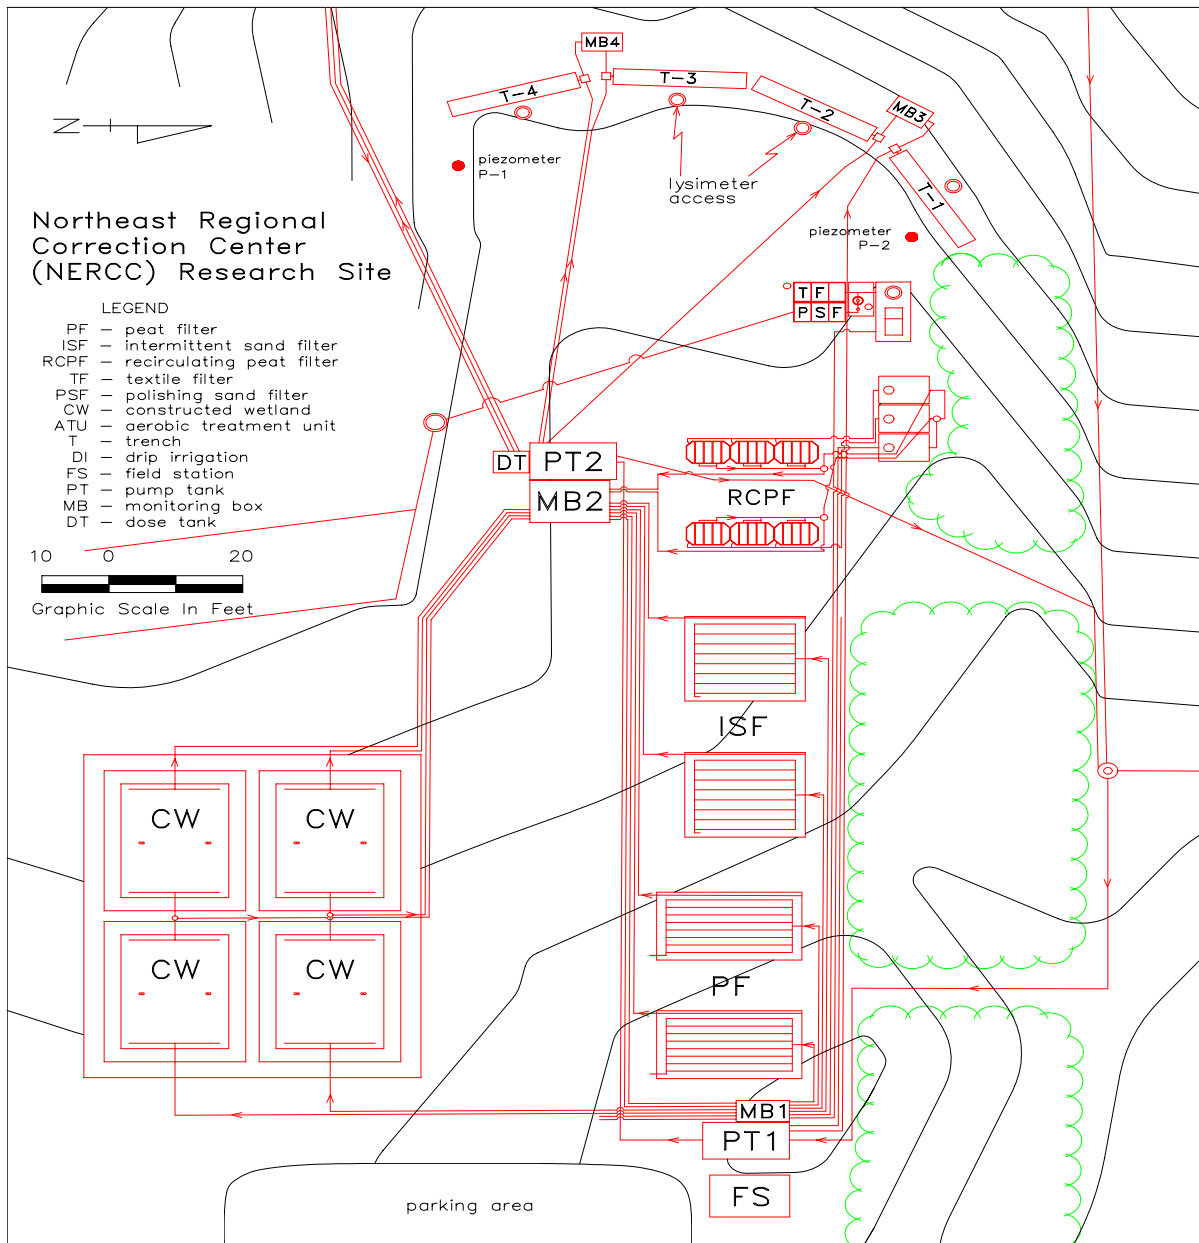 MB4
T-4
T-3
T-2
MB3
T-1
N
piezometer
P-1
lysimeter
access
piezometer
P-2
Northeast Regional
Correction Center
(NERCC) Research Site
LEGEND
PF – peat filter
ISF – intermittent sand filter
RCPF – recirculating peat filter
TF – textile filter
PSF – polishing sand filter
CW – constructed wetland
ATU – aerobic treatment unit
T – trench
DI – drip irrigation
FS – field station
PT – pump tank
MB – monitoring box
DT – dose tank
10 0 20
Graphic Scale In Feet
TF
PSF
DT
PT2
MB2
RCPF
ISF
CW
CW
CW
CW
PF
MB1
PT1
FS
parking area